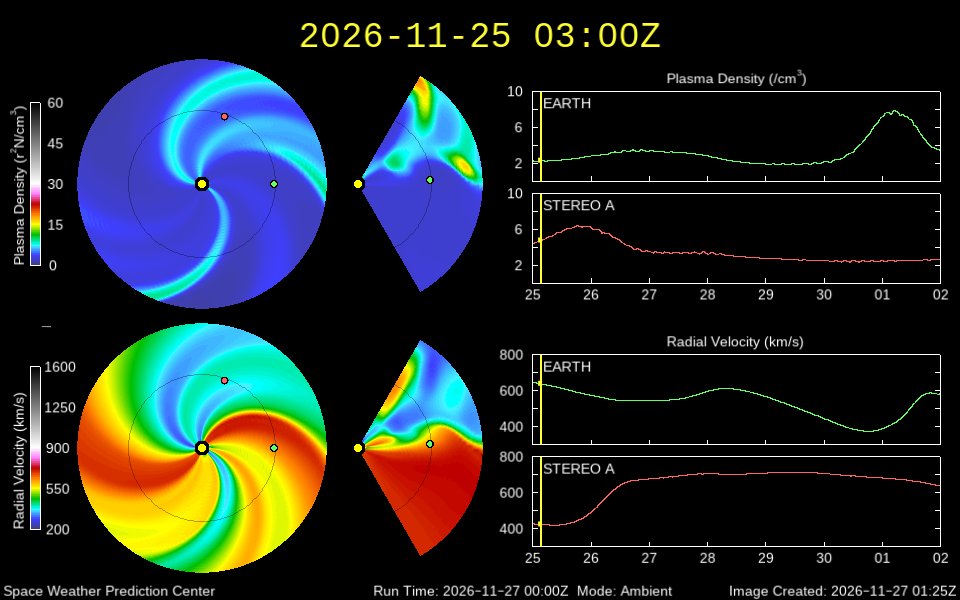 2026-11-25 03:00Z
Plasma Density (r²N/cm³)
60
45
30
15
0
Plasma Density (/cm³)
EARTH
10
6
2
STEREO A
10
6
2
25 26 27 28 29 30 01 02
Radial Velocity (km/s)
1600
1250
900
550
200
Radial Velocity (km/s)
EARTH
800
600
400
STEREO A
800
600
400
25 26 27 28 29 30 01 02
Space Weather Prediction Center Run Time: 2026-11-27 00:00Z Mode: Ambient Image Created: 2026-11-27 01:25Z